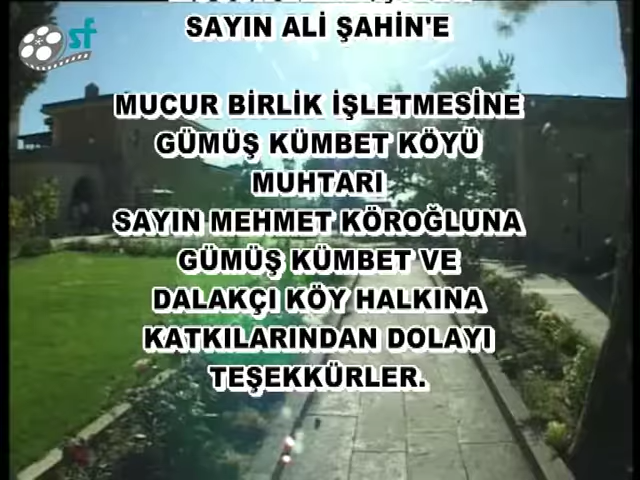 SAYIN ALİ ŞAHİN'E
sf
MUCUR BİRLİK İŞLETMESİNE
GÜMÜŞ KÜMBET KÖYÜ
MUHTARI
SAYIN MEHMET KÖROĞLUNA
GÜMÜŞ KÜMBET VE
DALAKÇI KÖY HALKINA
KATKILARINDAN DOLAYI
TEŞEKKÜRLER.